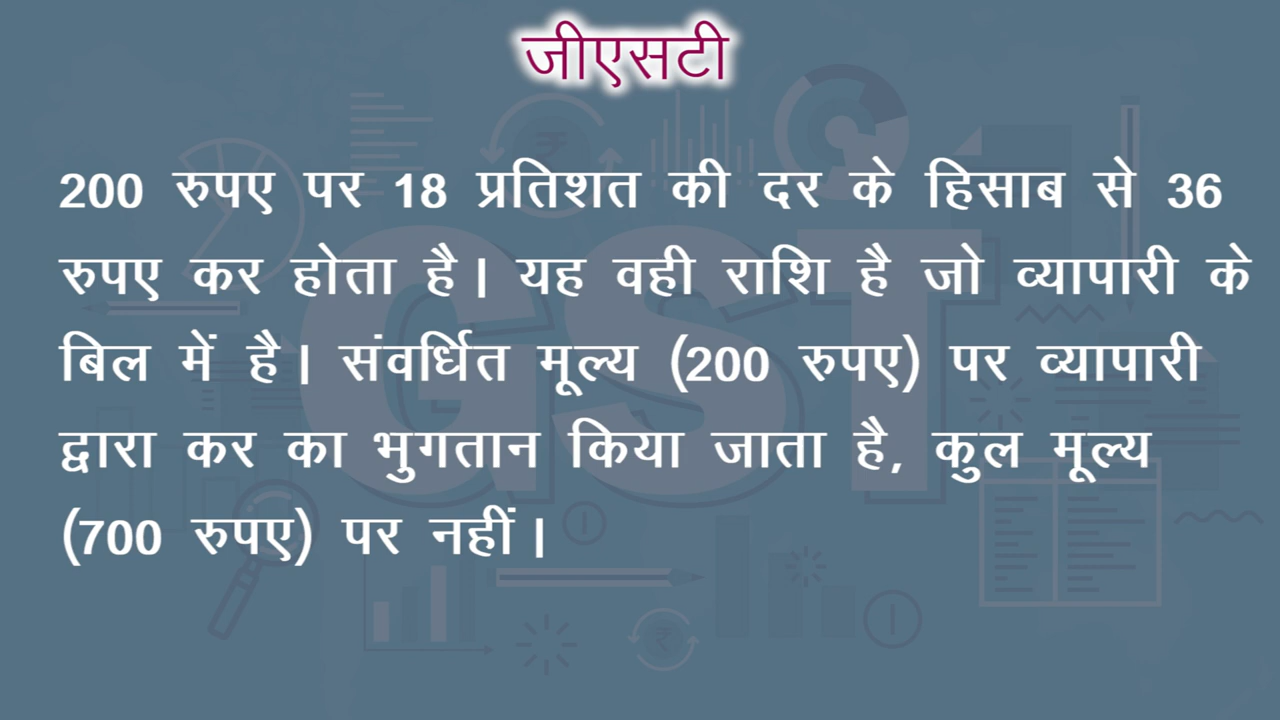 जीएसटी
200 रुपए पर 18 प्रतिशत की दर के हिसाब से 36
रुपए कर होता है। यह वही राशि है जो व्यापारी के
बिल में है। संवर्धित मूल्य (200 रुपए) पर व्यापारी
द्वारा कर का भुगतान किया जाता है, कुल मूल्य
(700 रुपए) पर नहीं।
GST